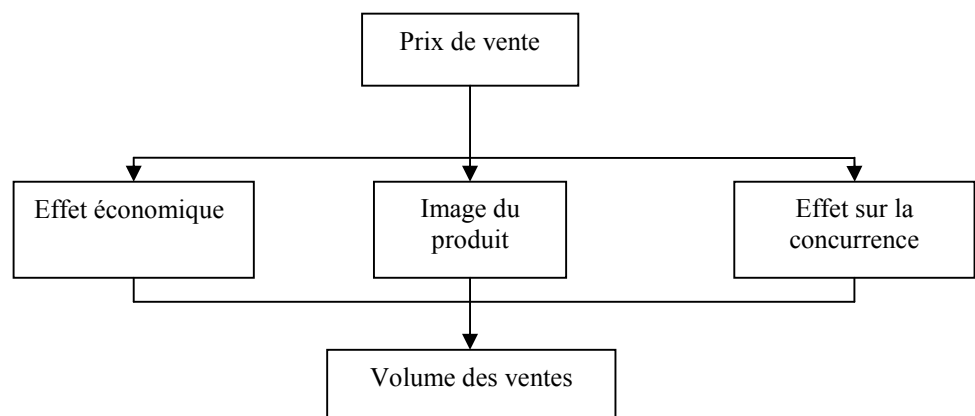 Prix de vente
Effet économique
Image du
produit
Effet sur la
concurrence
Volume des ventes